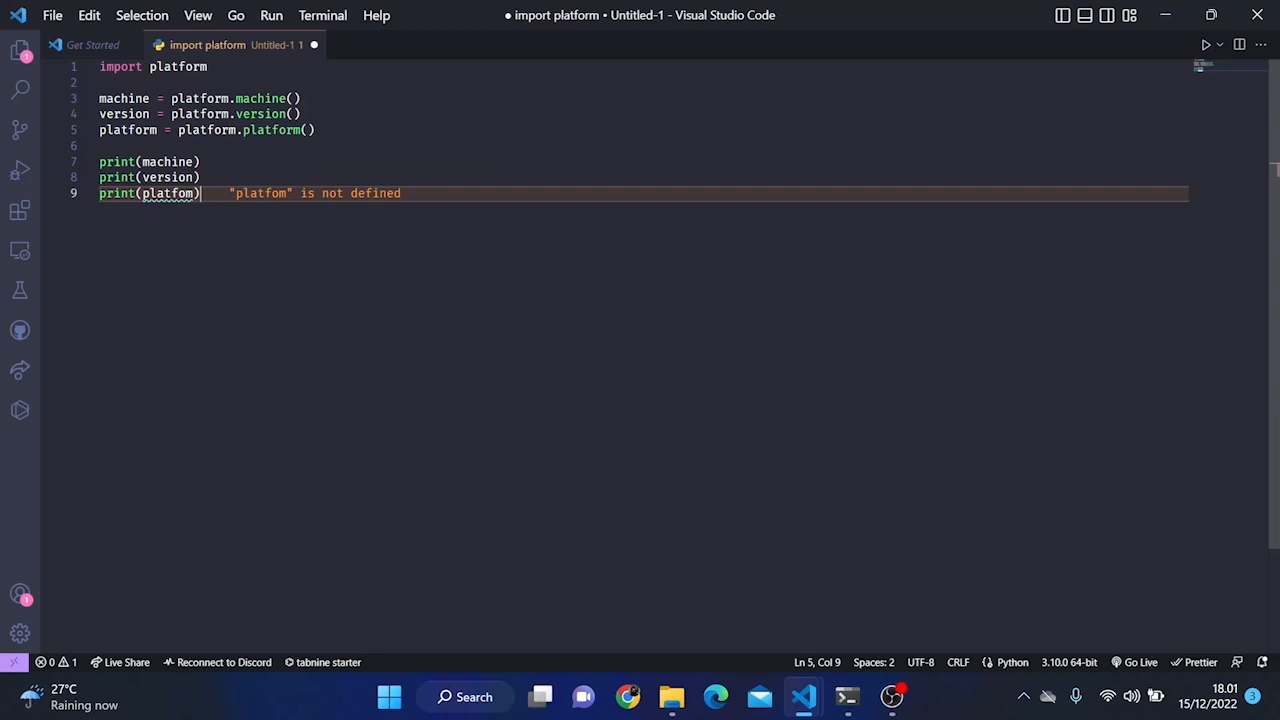 File Edit Selection View Go Run Terminal Help
● import platform • Untitled-1 - Visual Studio Code
Get Started
import platform Untitled-1 1
1 import platform
2
3 machine = platform.machine()
4 version = platform.version()
5 platform = platform.platform()
6
7 print(machine)
8 print(version)
9 print(platfom) "platfom" is not defined
1
1
0 1 Live Share Reconnect to Discord tabnine starter
Ln 5, Col 9 Spaces: 2 UTF-8 CRLF Python 3.10.0 64-bit Go Live Prettier
27°C
Raining now
Search
18.01
15/12/2022
3